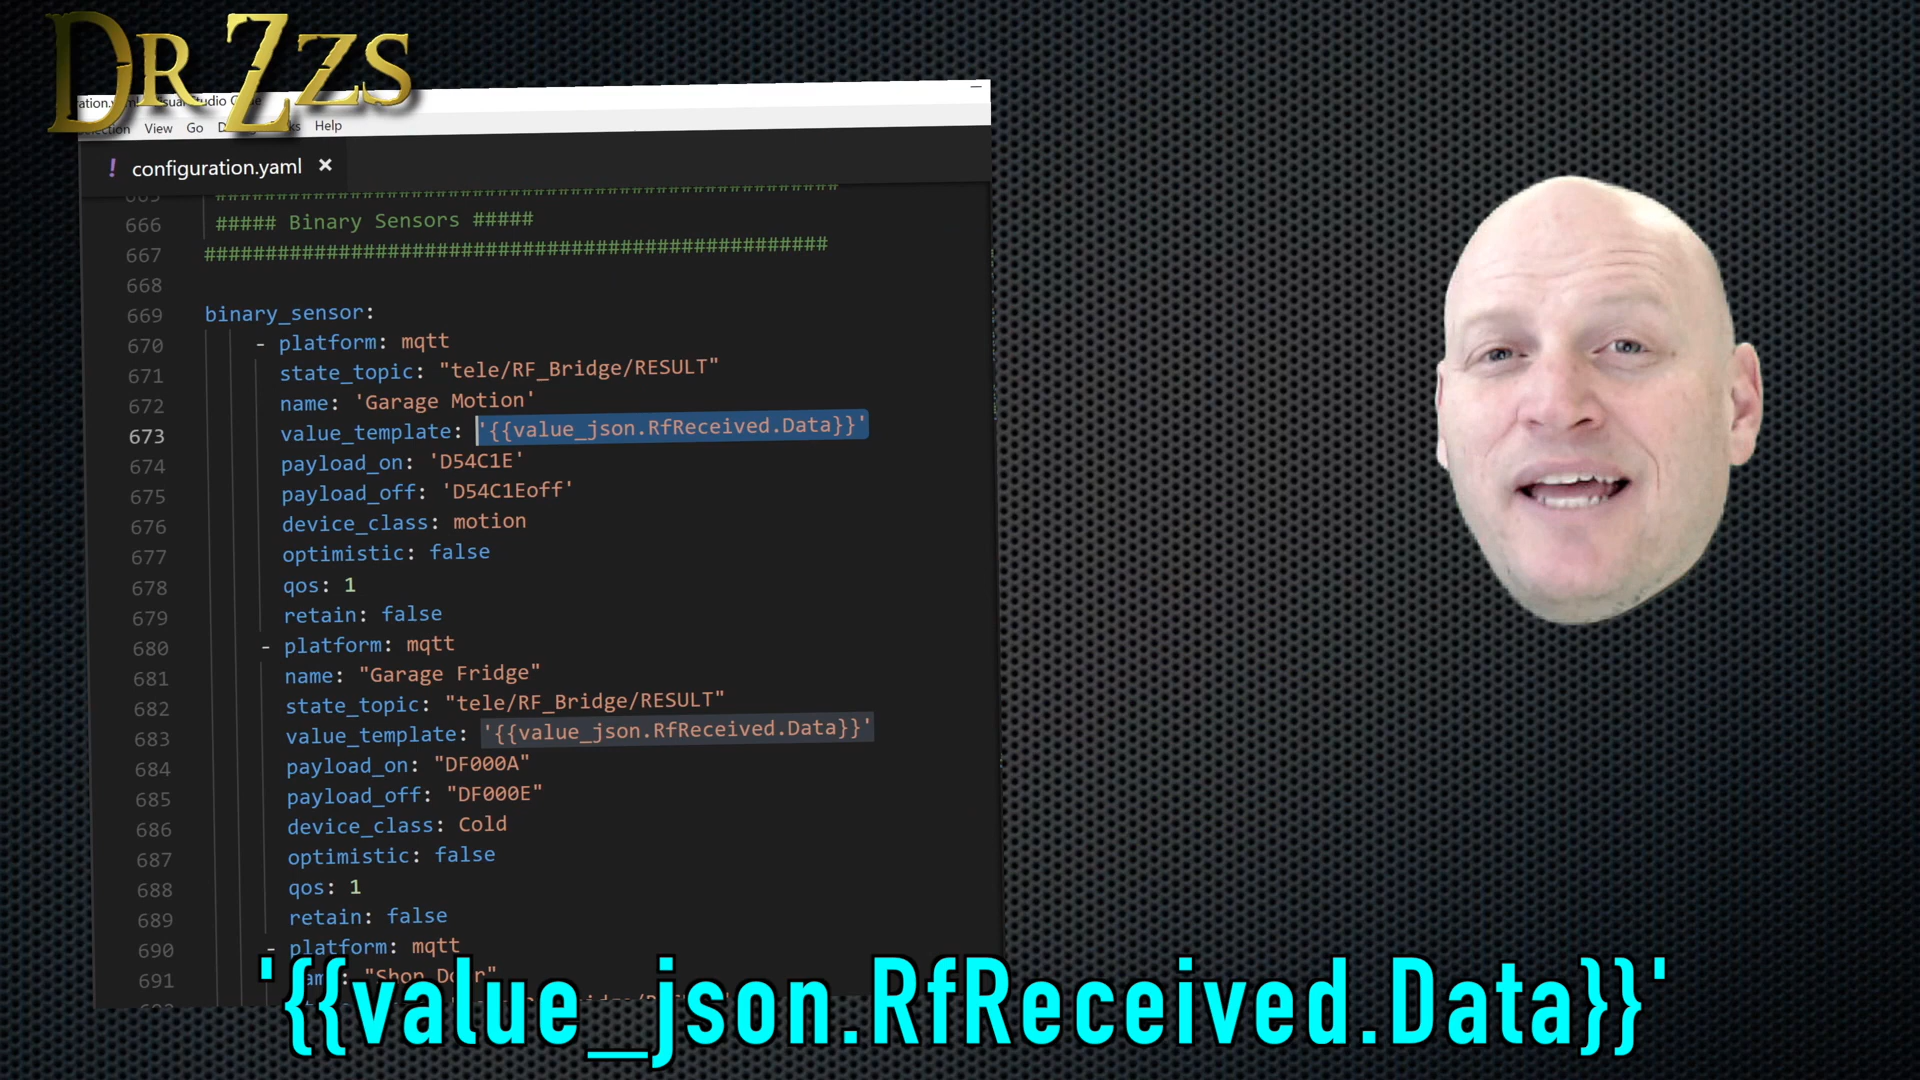 DrZzs
View Go Help
! configuration.yaml ×
665 ###################################################
666 ##### Binary Sensors #####
667 ###################################################
668
669 binary_sensor:
670 - platform: mqtt
671 state_topic: "tele/RF_Bridge/RESULT"
672 name: 'Garage Motion'
673 value_template: '{{value_json.RfReceived.Data}}'
674 payload_on: 'D54C1E'
675 payload_off: 'D54C1Eoff'
676 device_class: motion
677 optimistic: false
678 qos: 1
679 retain: false
680 - platform: mqtt
681 name: "Garage Fridge"
682 state_topic: "tele/RF_Bridge/RESULT"
683 value_template: '{{value_json.RfReceived.Data}}'
684 payload_on: "DF000A"
685 payload_off: "DF000E"
686 device_class: Cold
687 optimistic: false
688 qos: 1
689 retain: false
690 - platform: mqtt
691 "Shop Door"
'{{value_json.RfReceived.Data}}'